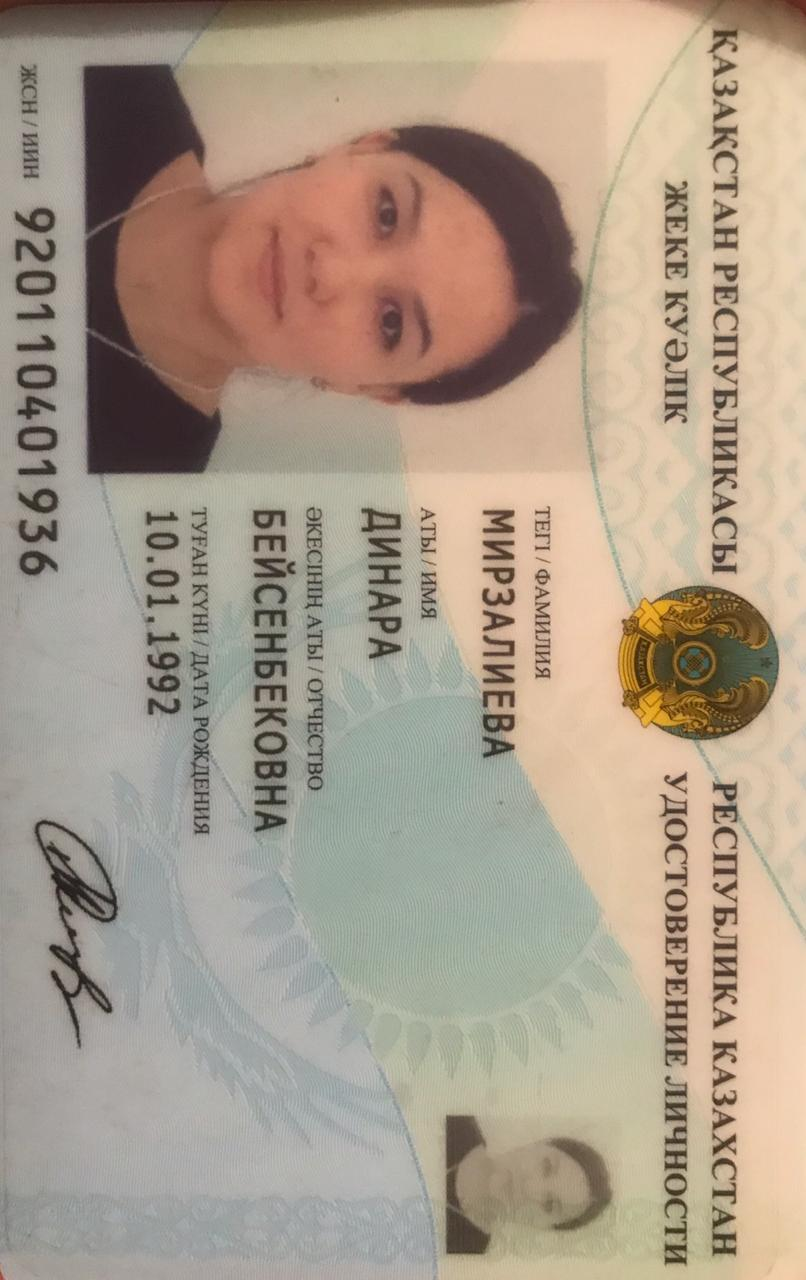 ҚАЗАҚСТАН РЕСПУБЛИКАСЫ
ЖЕКЕ КУӘЛІК
РЕСПУБЛИКА КАЗАХСТАН
УДОСТОВЕРЕНИЕ ЛИЧНОСТИ
ТЕГІ / ФАМИЛИЯ
МИРЗАЛИЕВА
АТЫ / ИМЯ
ДИНАРА
ӘКЕСІНІҢ АТЫ / ОТЧЕСТВО
БЕЙСЕНБЕКОВНА
ТУҒАН КҮНІ / ДАТА РОЖДЕНИЯ
10.01.1992
ЖСН / ИИН 920110401936